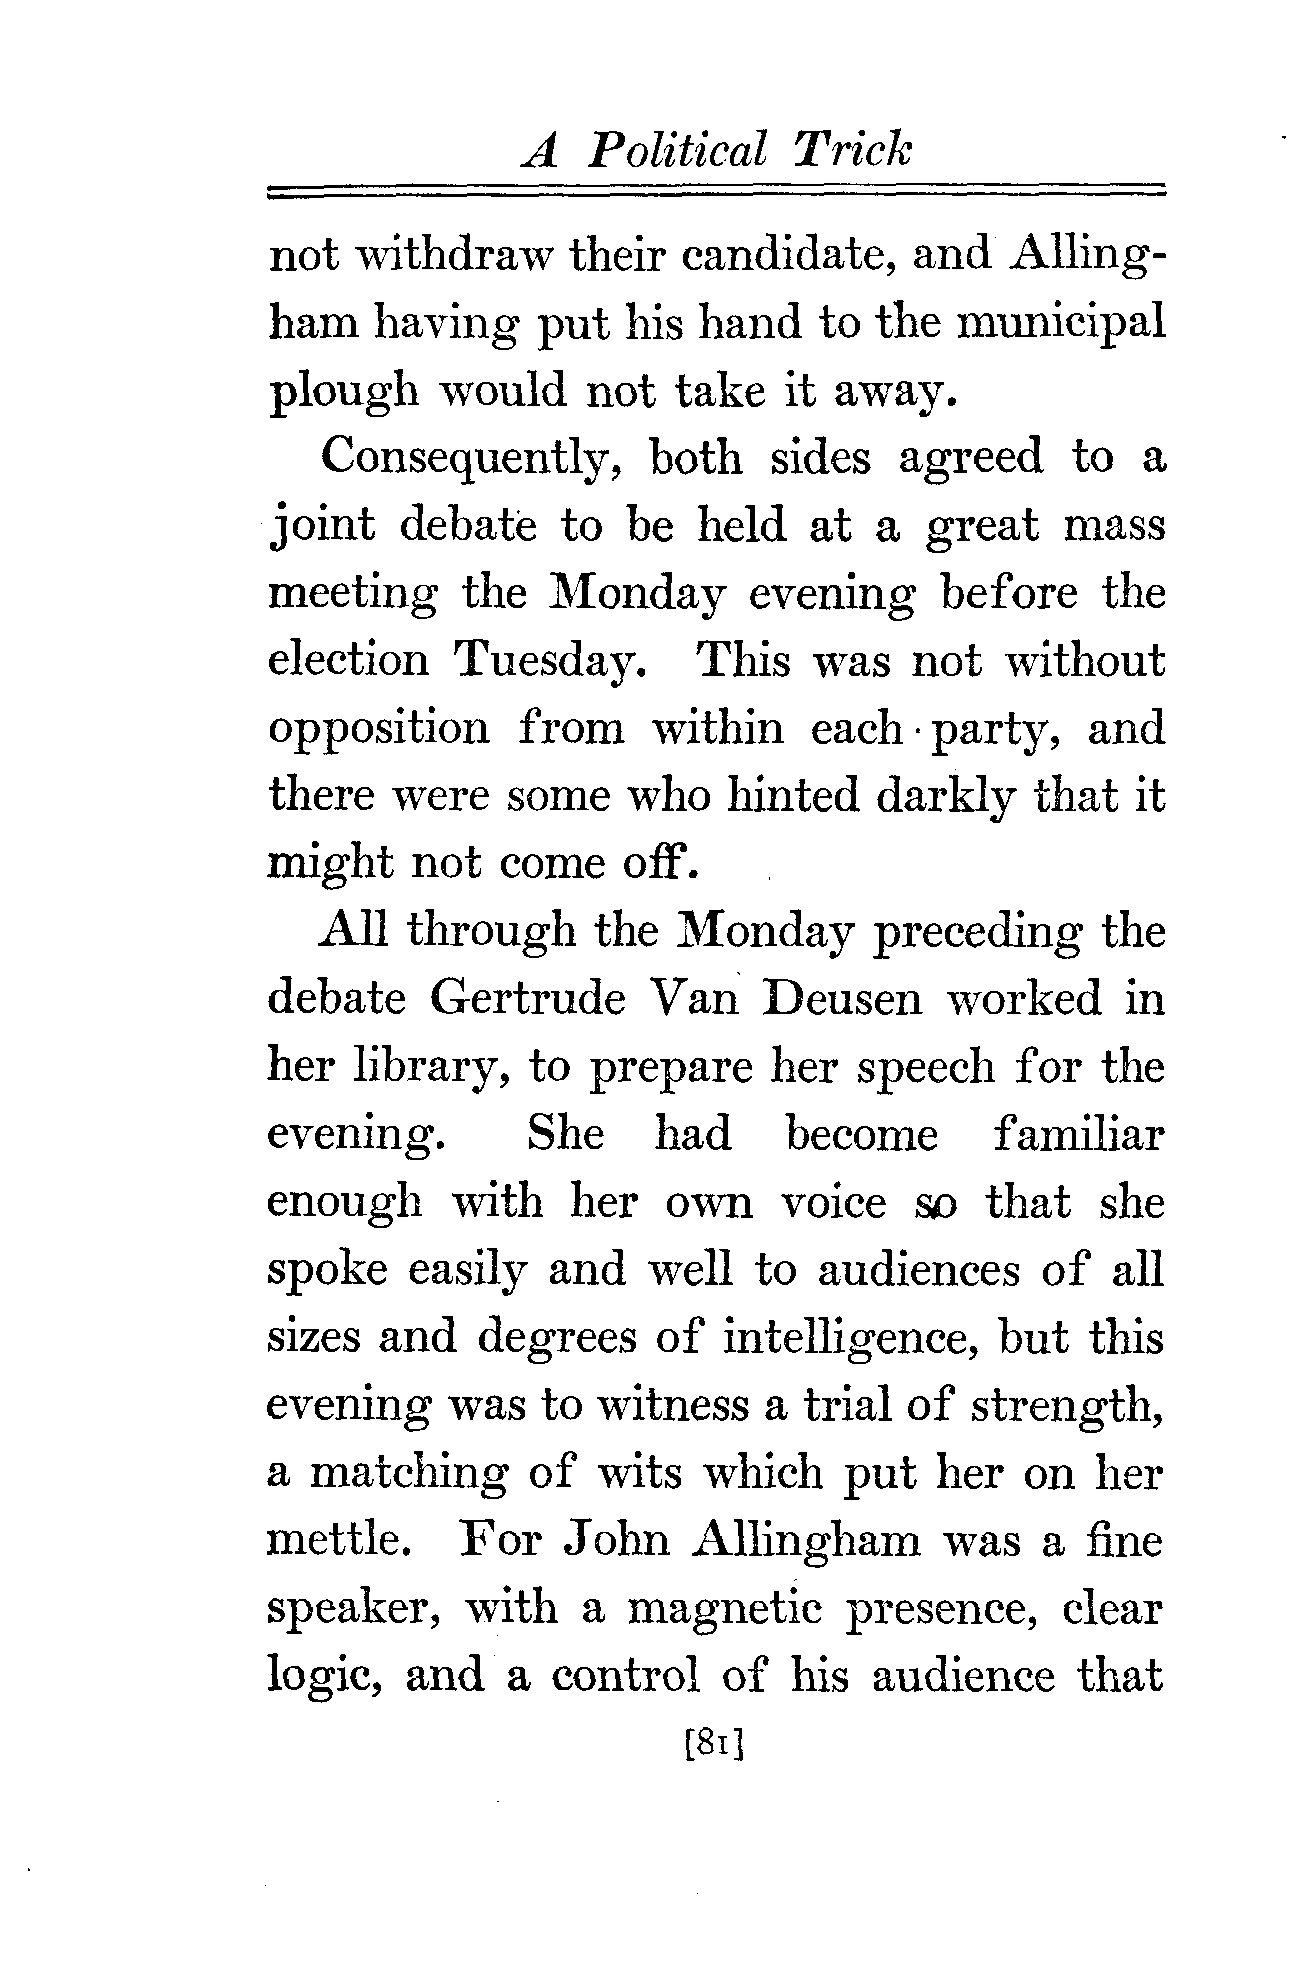 A Political Trick
not withdraw their candidate, and Alling-
ham having put his hand to the municipal
plough would not take it away.
Consequently, both sides agreed to a
joint debate to be held at a great mass
meeting the Monday evening before the
election Tuesday. This was not without
opposition from within each party, and
there were some who hinted darkly that it
might not come off.
All through the Monday preceding the
debate Gertrude Van Deusen worked in
her library, to prepare her speech for the
evening. She had become familiar
enough with her own voice so that she
spoke easily and well to audiences of all
sizes and degrees of intelligence, but this
evening was to witness a trial of strength,
a matching of wits which put her on her
mettle. For John Allingham was a fine
speaker, with a magnetic presence, clear
logic, and a control of his audience that
[81]